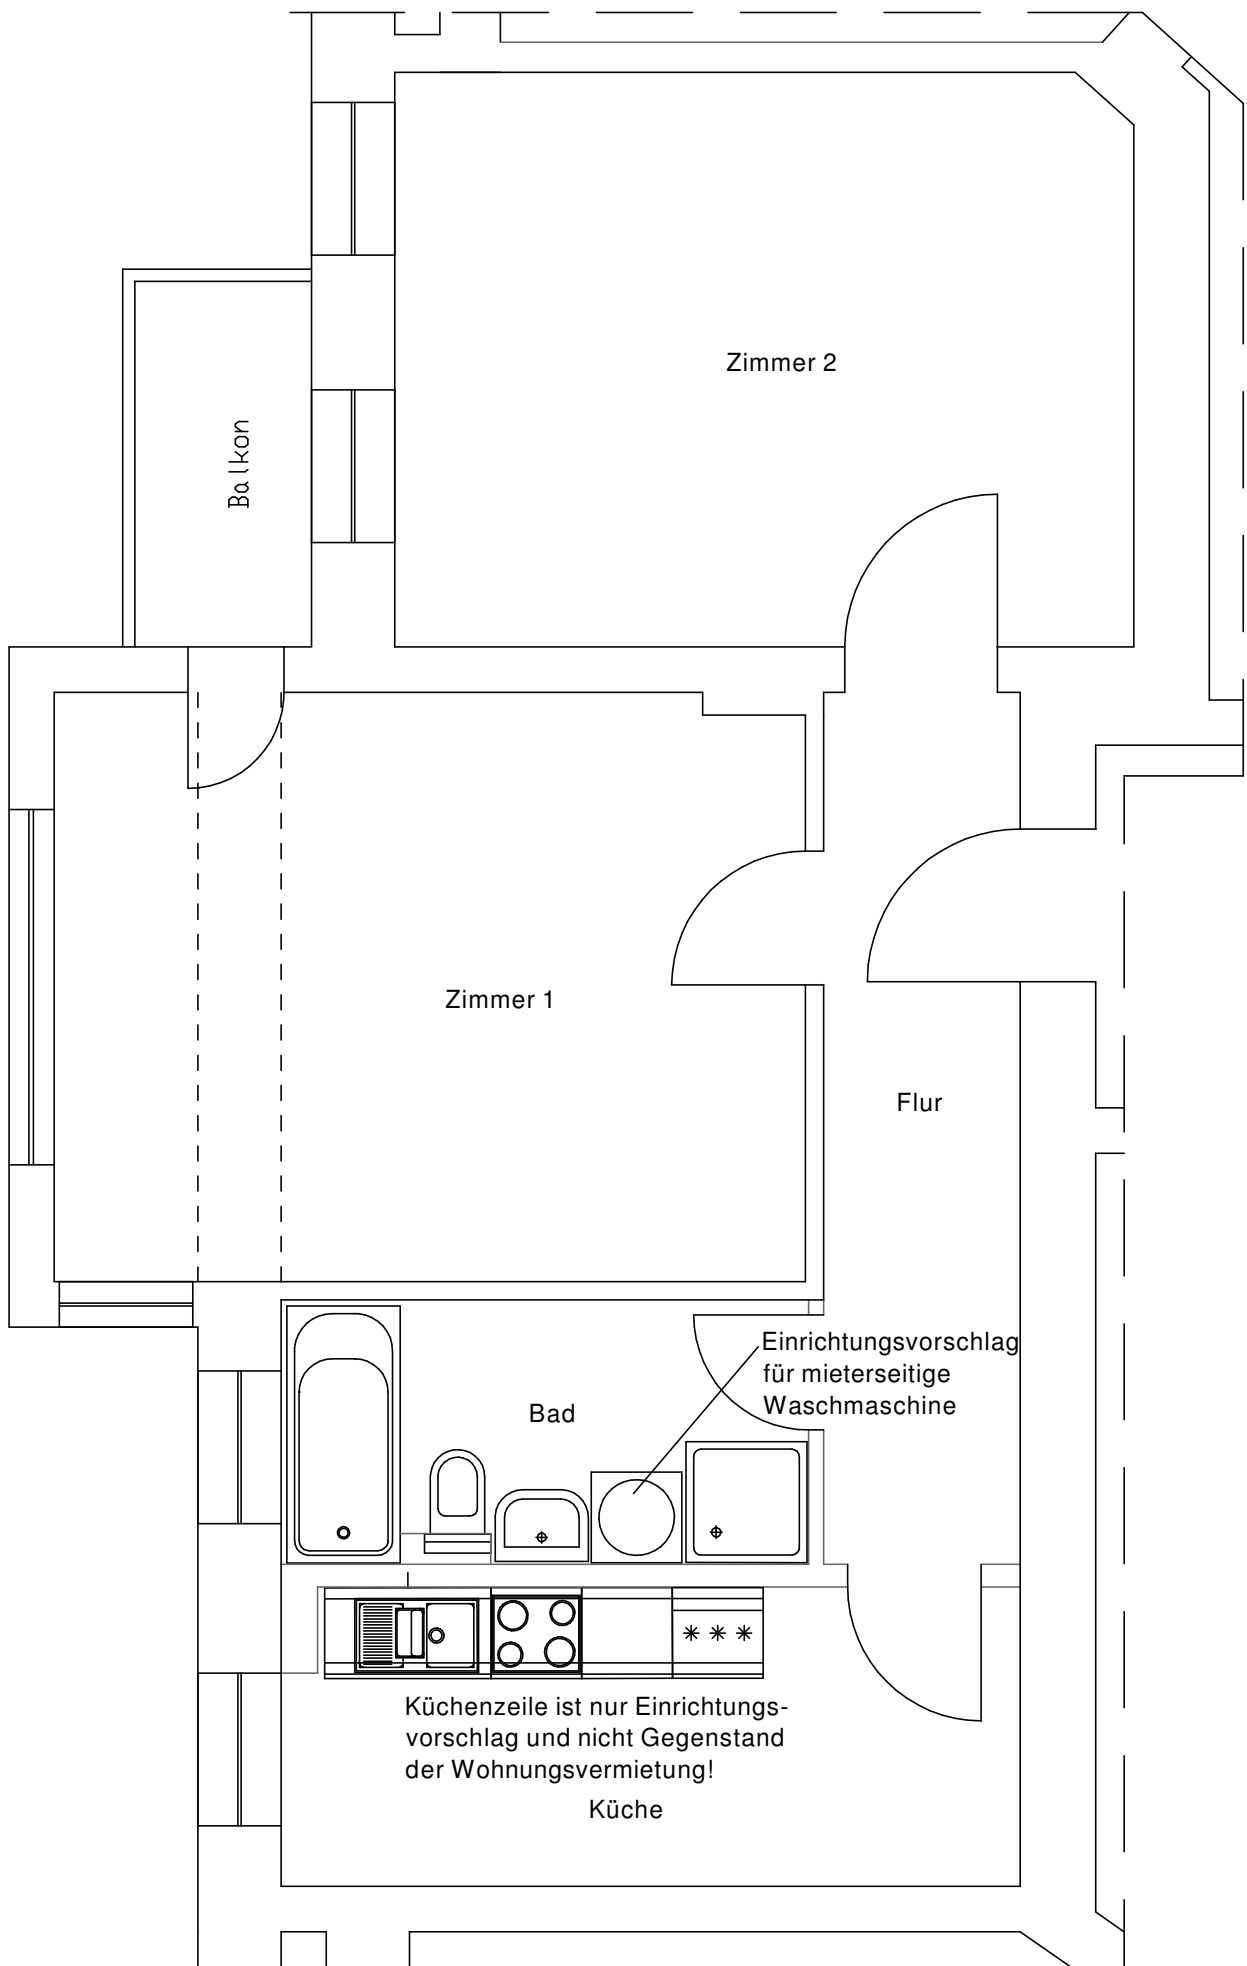 Zimmer 2
Balkon
Zimmer 1
Flur
Einrichtungsvorschlag
für mieterseitige
Waschmaschine
Bad
Küchenzeile ist nur Einrichtungs-
vorschlag und nicht Gegenstand
der Wohnungsvermietung!
Küche